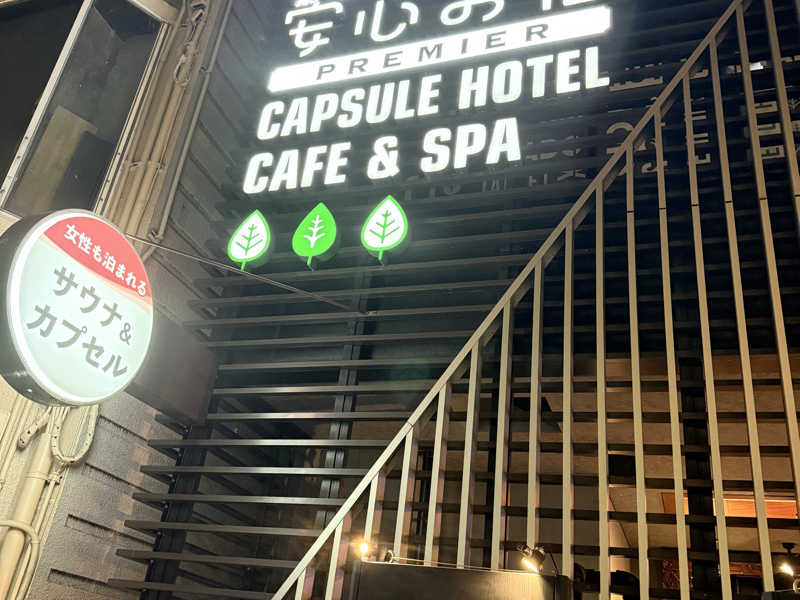 安心お
PREMIER
CAPSULE HOTEL
CAFE & SPA
女性も泊まれる
サウナ&
カプセル